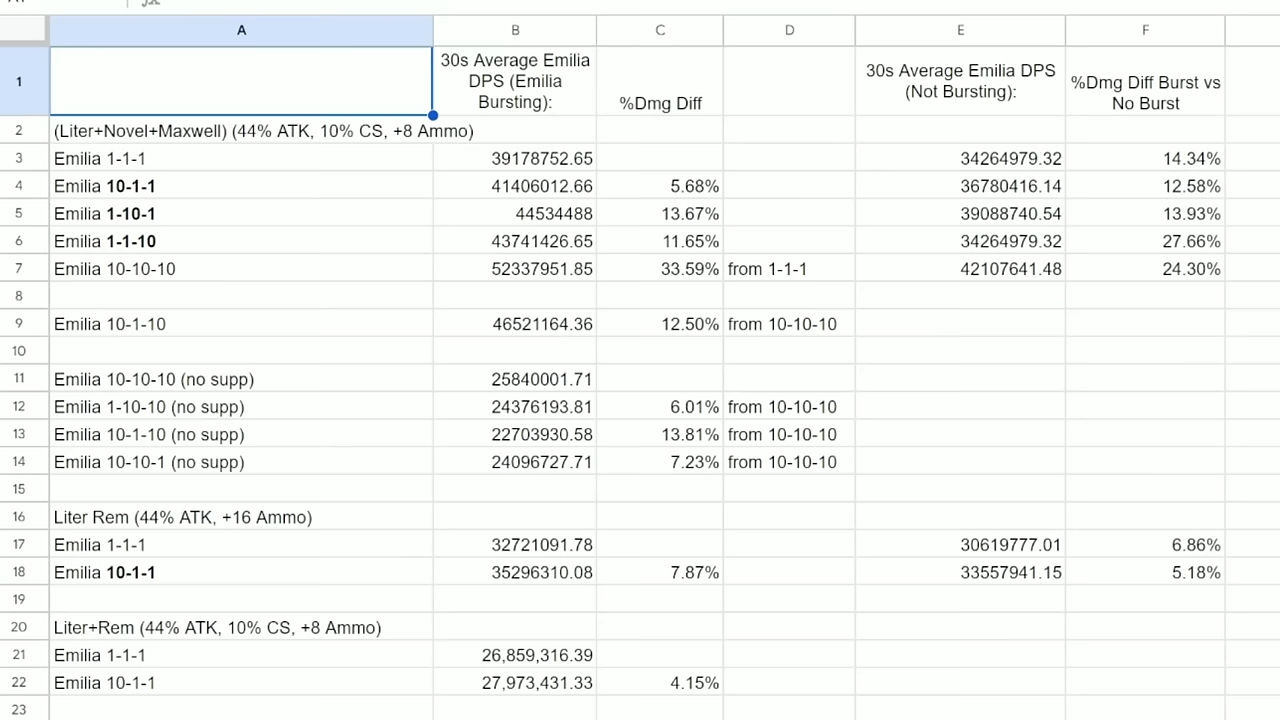 A B C D E F
1 30s Average Emilia DPS (Emilia Bursting): %Dmg Diff 30s Average Emilia DPS (Not Bursting): %Dmg Diff Burst vs No Burst
2 (Liter+Novel+Maxwell) (44% ATK, 10% CS, +8 Ammo)
3 Emilia 1-1-1 39178752.65 34264979.32 14.34%
4 Emilia 10-1-1 41406012.66 5.68% 36780416.14 12.58%
5 Emilia 1-10-1 44534488 13.67% 39088740.54 13.93%
6 Emilia 1-1-10 43741426.65 11.65% 34264979.32 27.66%
7 Emilia 10-10-10 52337951.85 33.59% from 1-1-1 42107641.48 24.30%
8
9 Emilia 10-1-10 46521164.36 12.50% from 10-10-10
10
11 Emilia 10-10-10 (no supp) 25840001.71
12 Emilia 1-10-10 (no supp) 24376193.81 6.01% from 10-10-10
13 Emilia 10-1-10 (no supp) 22703930.58 13.81% from 10-10-10
14 Emilia 10-10-1 (no supp) 24096727.71 7.23% from 10-10-10
15
16 Liter Rem (44% ATK, +16 Ammo)
17 Emilia 1-1-1 32721091.78 30619777.01 6.86%
18 Emilia 10-1-1 35296310.08 7.87% 33557941.15 5.18%
19
20 Liter+Rem (44% ATK, 10% CS, +8 Ammo)
21 Emilia 1-1-1 26,859,316.39
22 Emilia 10-1-1 27,973,431.33 4.15%
23